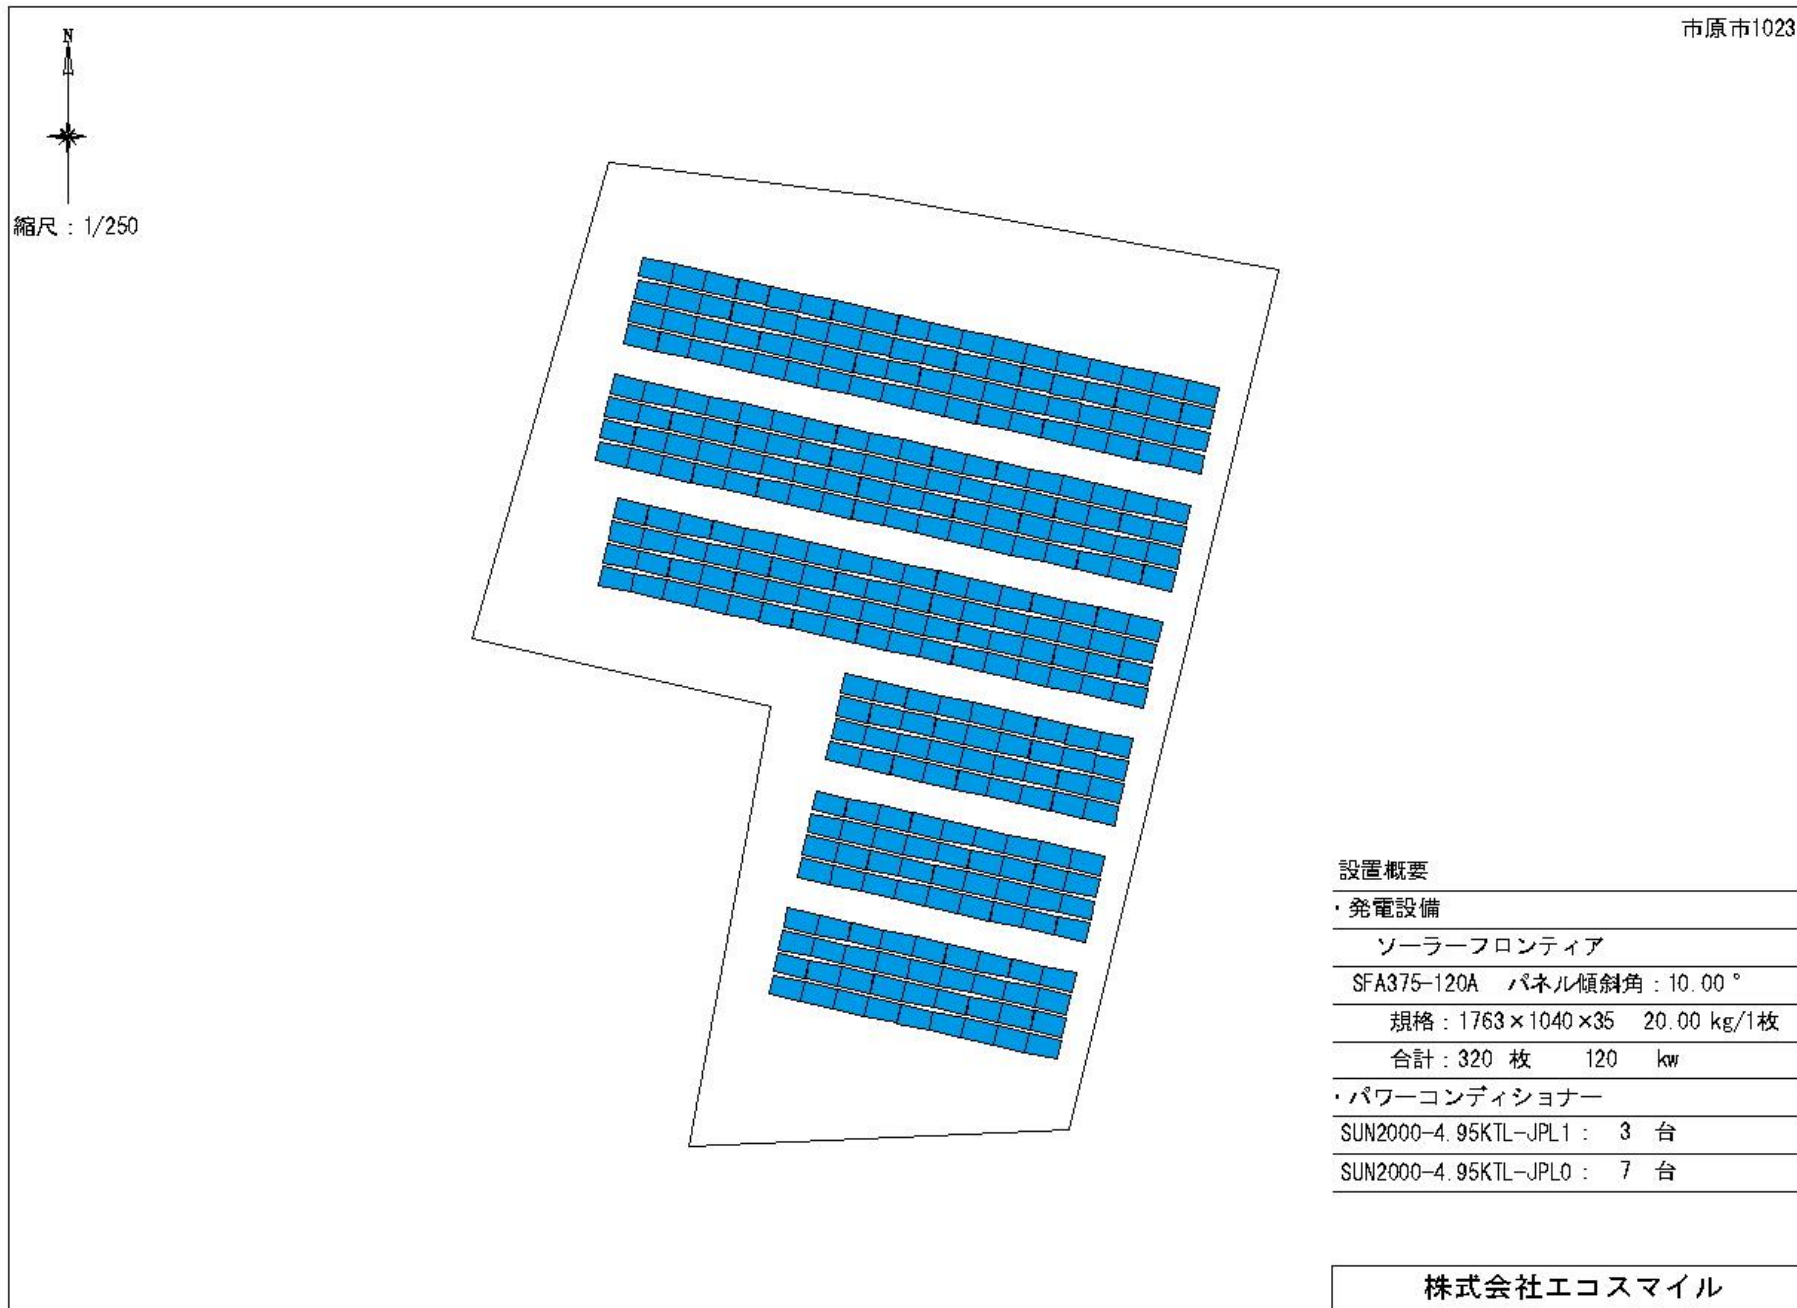 市原市1023
N
縮尺：1/250
設置概要
・発電設備
ソーラーフロンティア
SFA375-120A パネル傾斜角：10.00°
規格：1763×1040×35 20.00 kg/1枚
合計：320 枚 120 kw
・パワーコンディショナー
SUN2000-4.95KTL-JPL1： 3 台
SUN2000-4.95KTL-JPL0： 7 台
株式会社エコスマイル